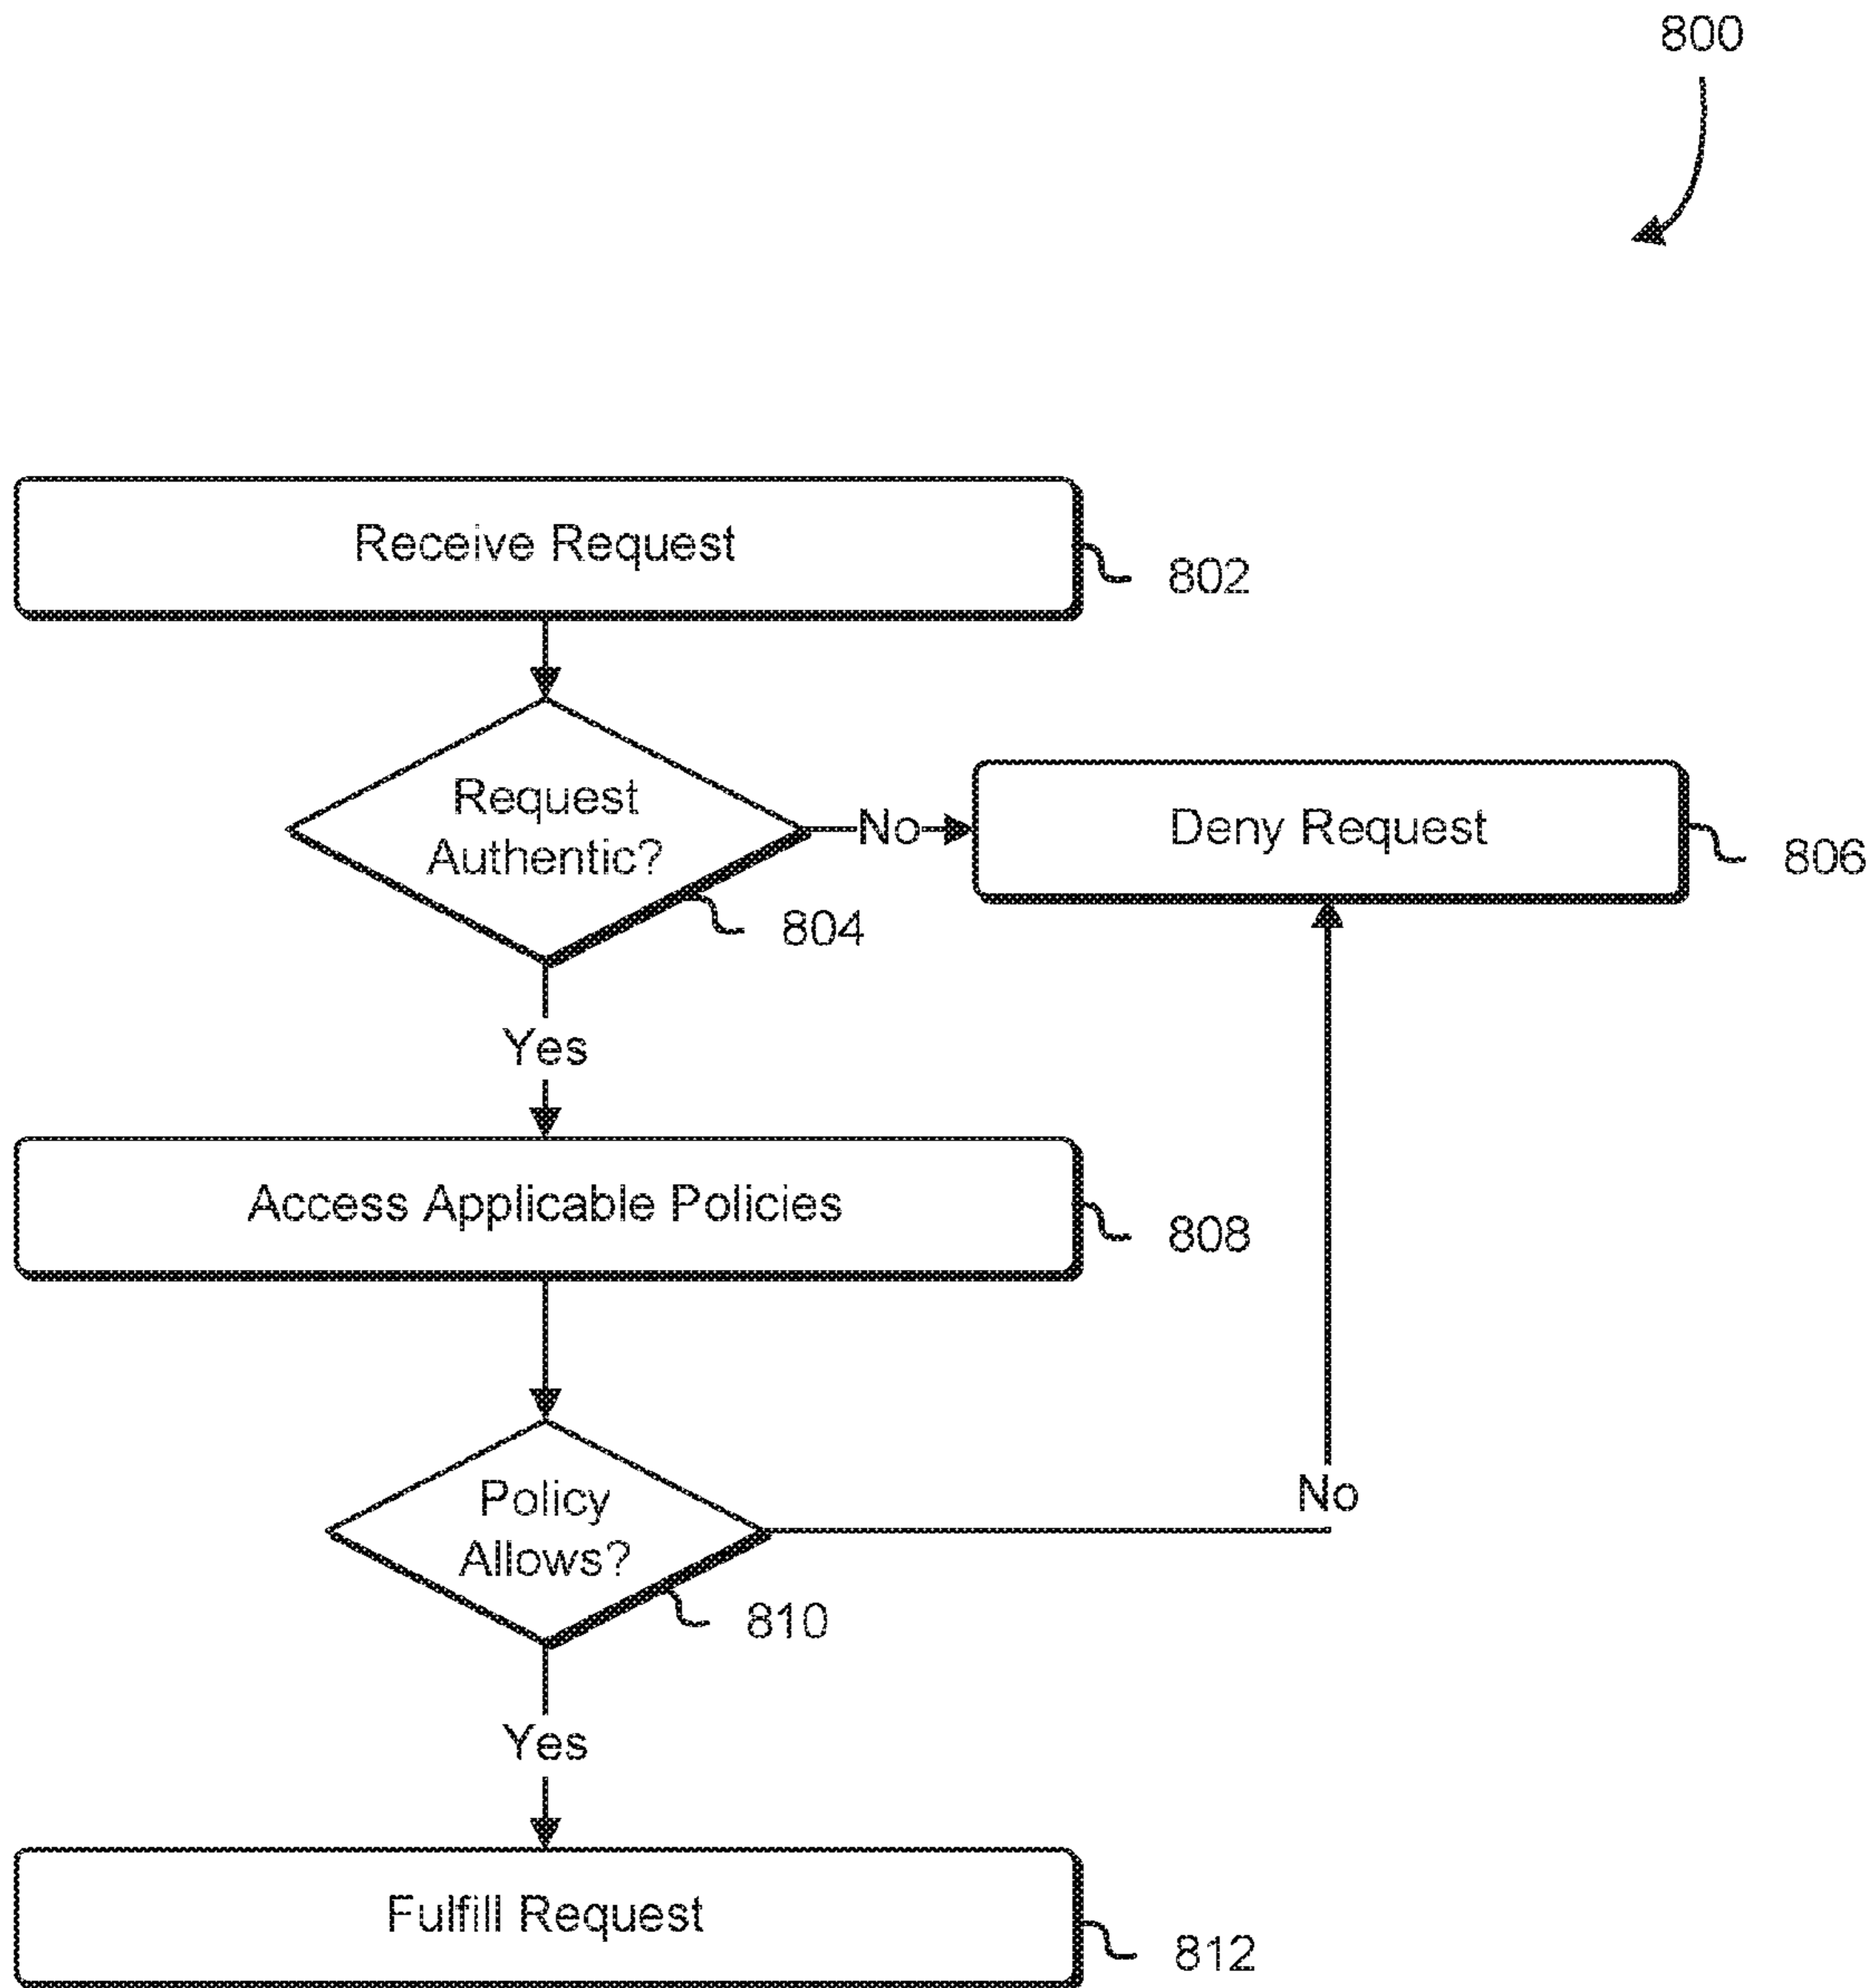 800
Receive Request
802
Request
Authentic?
804
No
Deny Request
806
Yes
Access Applicable Policies
808
Policy
Allows?
810
No
Yes
Fulfill Request
812